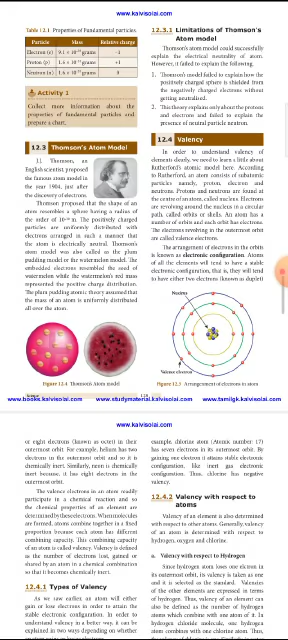 www.kalvisolai.com
Table 12.1 Properties of Fundamental particles
Particle Mass Relative charge
Electron (e) 9.1 × grams -1
Proton (p) 1.6 × grams +1
Neutron (n) 1.6 × grams 0
Activity 1
Collect more information about the
properties of fundamental particles and
prepare a chart.
12.3 Thomson's Atom Model
J.J. Thomson, an
English scientist proposed
the famous atom model in
the year 1904, just after
the discovery of electrons.
Thomson proposed that the shape of an
atom resembles a sphere having a radius of
the order of m. The positively charged
particles are uniformly distributed with
electrons arranged in such a manner that
the atom is electrically neutral. Thomson's
atom model was also called as the plum
pudding model or the watermelon model. The
embedded electrons resembled the seed of
watermelon while the watermelon's red mass
represented the positive charge distribution.
The plum pudding atomic theory assumed that
the mass of an atom is uniformly distributed
all over the atom.
Figure 12.4 Thomson's Atom model
12.3.1 Limitations of Thomson's
Atom model
Thomson's atom model could successfully
explain the electrical neutrality of atom.
However, it failed to explain the following.
1. Thomson's model failed to explain how the
positively charged sphere is shielded from
the negatively charged electrons without
getting neutralised.
2. This theory explains only about the protons
and electrons and failed to explain the
presence of neutral particle neutron.
12.4 Valency
In order to understand valency of
elements clearly, we need to learn a little about
Rutherford's atomic model here. According
to Rutherford, an atom consists of subatomic
particles namely, proton, electron and
neutron. Protons and neutrons are found at
the centre of an atom, called nucleus. Electrons
are revolving around the nucleus in a circular
path, called orbits or shells. An atom has a
number of orbits and each orbit has electrons.
The electrons revolving in the outermost orbit
are called valence electrons.
The arrangement of electrons in the orbits
is known as electronic configuration. Atoms
of all the elements will tend to have a stable
electronic configuration, that is, they will tend
to have either two electrons (known as duplet)
Nucleus
Valence electron
Figure 12.5 Arrangement of electrons in atom
www.books.kalvisolai.com www.studymaterial.kalvisolai.com www.tamilgk.kalvisolai.com
www.kalvisolai.com
or eight electrons (known as octet) in their
outermost orbit. For example, helium has two
electrons in the outermost orbit and so it is
chemically inert. Similarly, neon is chemically
inert because, it has eight electrons in the
outermost orbit.
The valence electrons in an atom readily
participate in a chemical reaction and so
the chemical properties of an element are
determined by these electrons. When molecules
are formed, atoms combine together in a fixed
proportion because each atom has different
combining capacity. This combining capacity
of an atom is called valency. Valency is defined
as the number of electrons lost, gained or
shared by an atom in a chemical combination
so that it becomes chemically inert.
12.4.1 Types of Valency
As we saw earlier, an atom will either
gain or lose electrons in order to attain the
stable electronic configuration. In order to
understand valency in a better way, it can be
explained in two ways depending on whether
example, chlorine atom (Atomic number: 17)
has seven electrons in its outermost orbit. By
gaining one electron it attains stable electronic
configuration, like inert gas electronic
configuration. Thus, chlorine has negative
valency.
12.4.2 Valency with respect to
atoms
Valency of an element is also determined
with respect to other atoms. Generally, valency
of an atom is determined with respect to
hydrogen, oxygen and chlorine.
a. Valency with respect to Hydrogen
Since hydrogen atom loses one electron in
its outermost orbit, its valency is taken as one
and it is selected as the standard. Valencies
of the other elements are expressed in terms
of hydrogen. Thus, valency of an element can
also be defined as the number of hydrogen
atoms which combine with one atom of it. In
hydrogen chloride molecule, one hydrogen
atom combines with one chlorine atom. Thus,